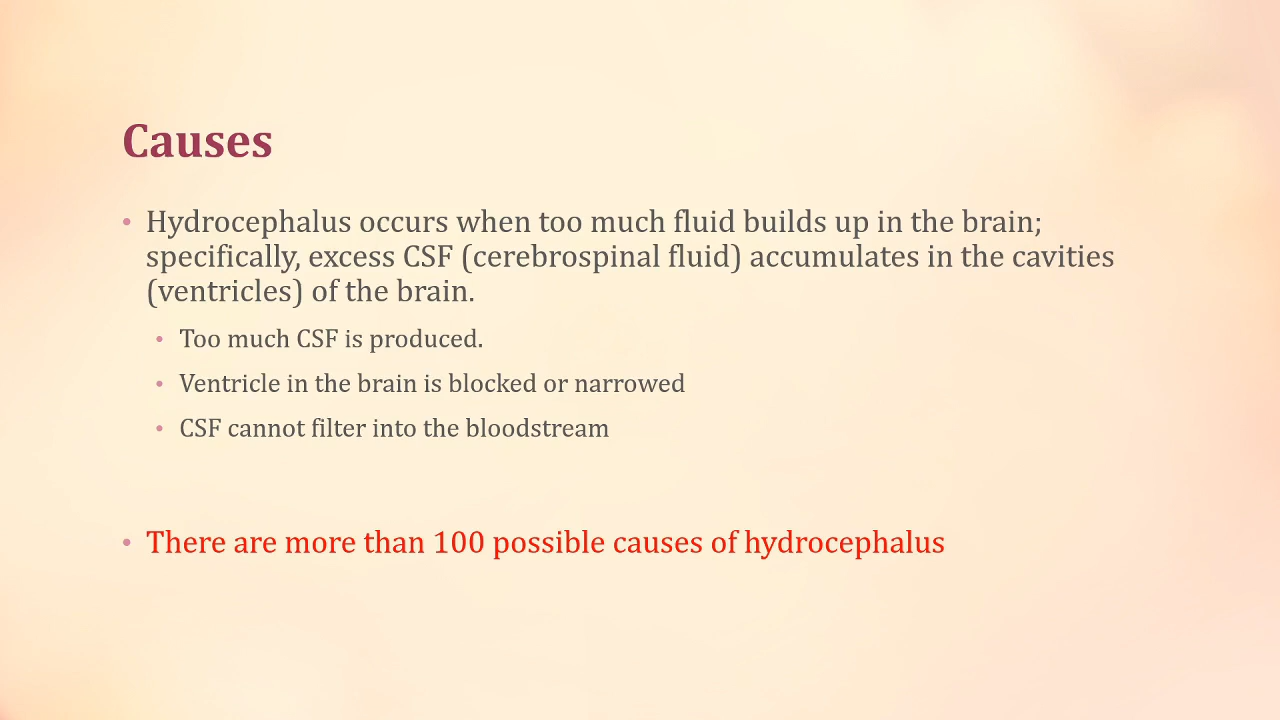 Causes
• Hydrocephalus occurs when too much fluid builds up in the brain;
specifically, excess CSF (cerebrospinal fluid) accumulates in the cavities
(ventricles) of the brain.
• Too much CSF is produced.
• Ventricle in the brain is blocked or narrowed
• CSF cannot filter into the bloodstream
• There are more than 100 possible causes of hydrocephalus